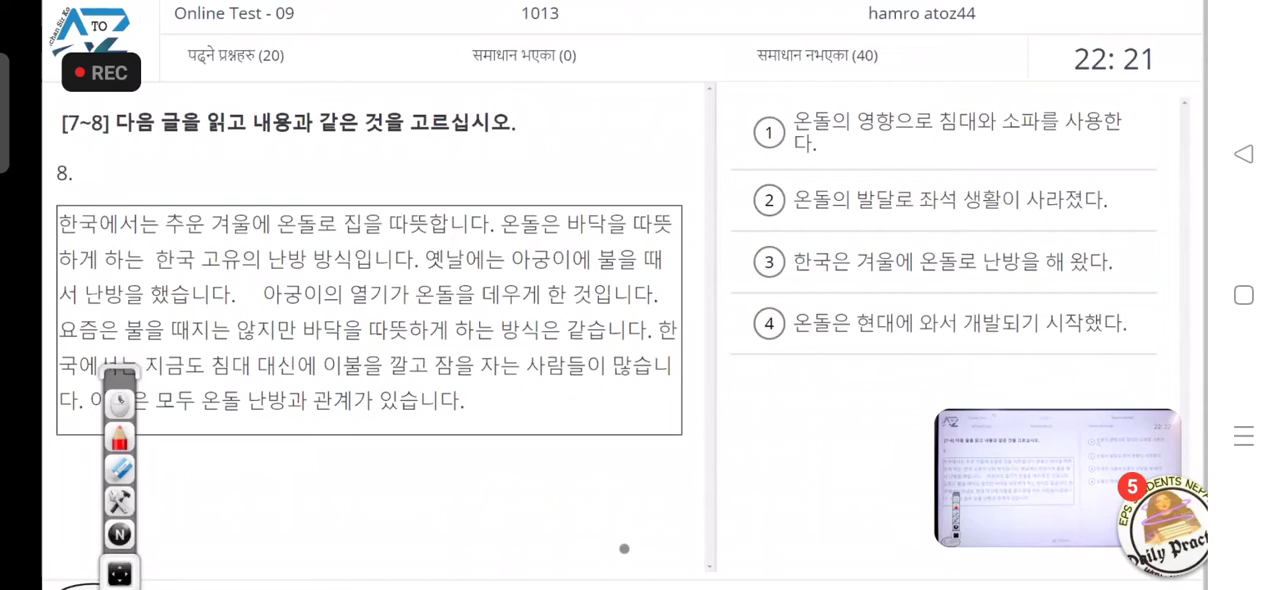 Online Test - 09
1013
hamro atoz44
TO
REC
पढ्ने प्रश्नहरु (20)
समाधान भएका (0)
समाधान नभएका (40)
22: 21
[7~8] 다음 글을 읽고 내용과 같은 것을 고르십시오.
8.
한국에서는 추운 겨울에 온돌로 집을 따뜻합니다. 온돌은 바닥을 따뜻
하게 하는 한국 고유의 난방 방식입니다. 옛날에는 아궁이에 불을 때
서 난방을 했습니다. 아궁이의 열기가 온돌을 데우게 한 것입니다.
요즘은 불을 때지는 않지만 바닥을 따뜻하게 하는 방식은 같습니다. 한
국에서는 지금도 침대 대신에 이불을 깔고 잠을 자는 사람들이 많습니
다. 모두 온돌 난방과 관계가 있습니다.
1 온돌의 영향으로 침대와 소파를 사용한
다.
2 온돌의 발달로 좌석 생활이 사라졌다.
3 한국은 겨울에 온돌로 난방을 해 왔다.
4 온돌은 현대에 와서 개발되기 시작했다.
N
5